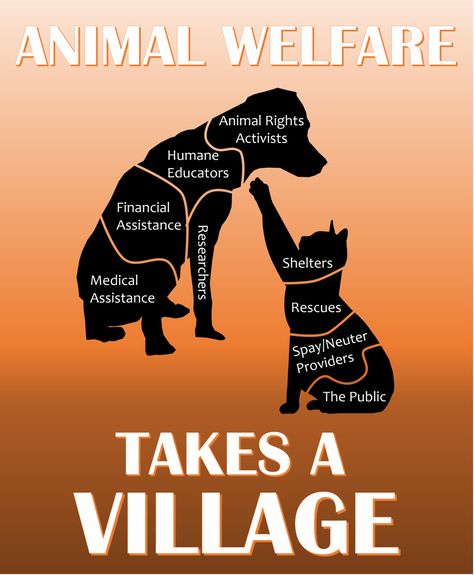 ANIMAL WELFARE
Animal Rights
Activists
Humane
Educators
Financial
Assistance
Researchers
Medical
Assistance
Shelters
Rescues
Spay/Neuter
Providers
The Public
TAKES A
VILLAGE